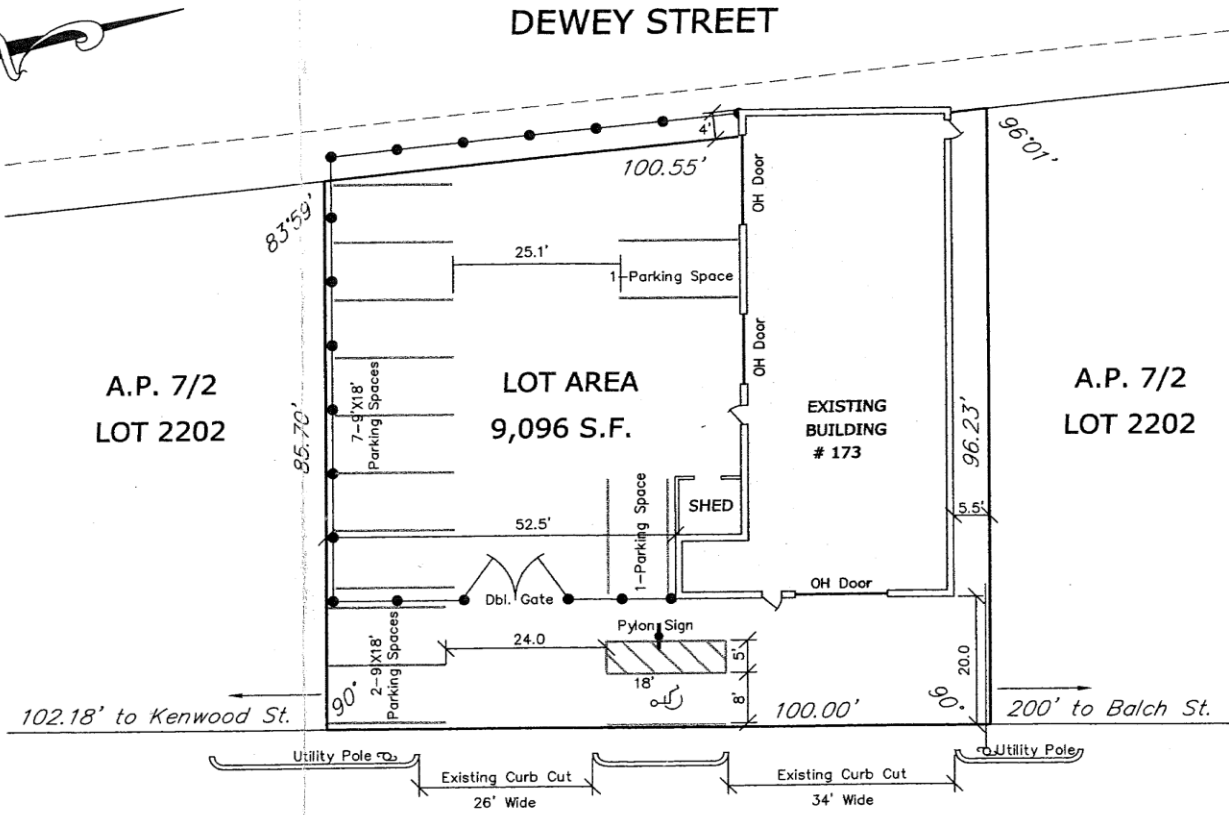 DEWEY STREET
4'
100.55'
96°01'
83°59'
OH Door
25.1'
1-Parking Space
OH Door
A.P. 7/2
LOT 2202
7-9'X18'
Parking Spaces
85.70'
LOT AREA
9,096 S.F.
EXISTING
BUILDING
# 173
96.23'
A.P. 7/2
LOT 2202
SHED
1-Parking Space
5.5'
52.5'
OH Door
Dbl. Gate
Pylon Sign
2-9'X18'
Parking Spaces
24.0
5'
20.0
18'
8'
90°
90°
102.18' to Kenwood St.
100.00'
200' to Balch St.
Utility Pole
Utility Pole
Existing Curb Cut
26' Wide
Existing Curb Cut
34' Wide